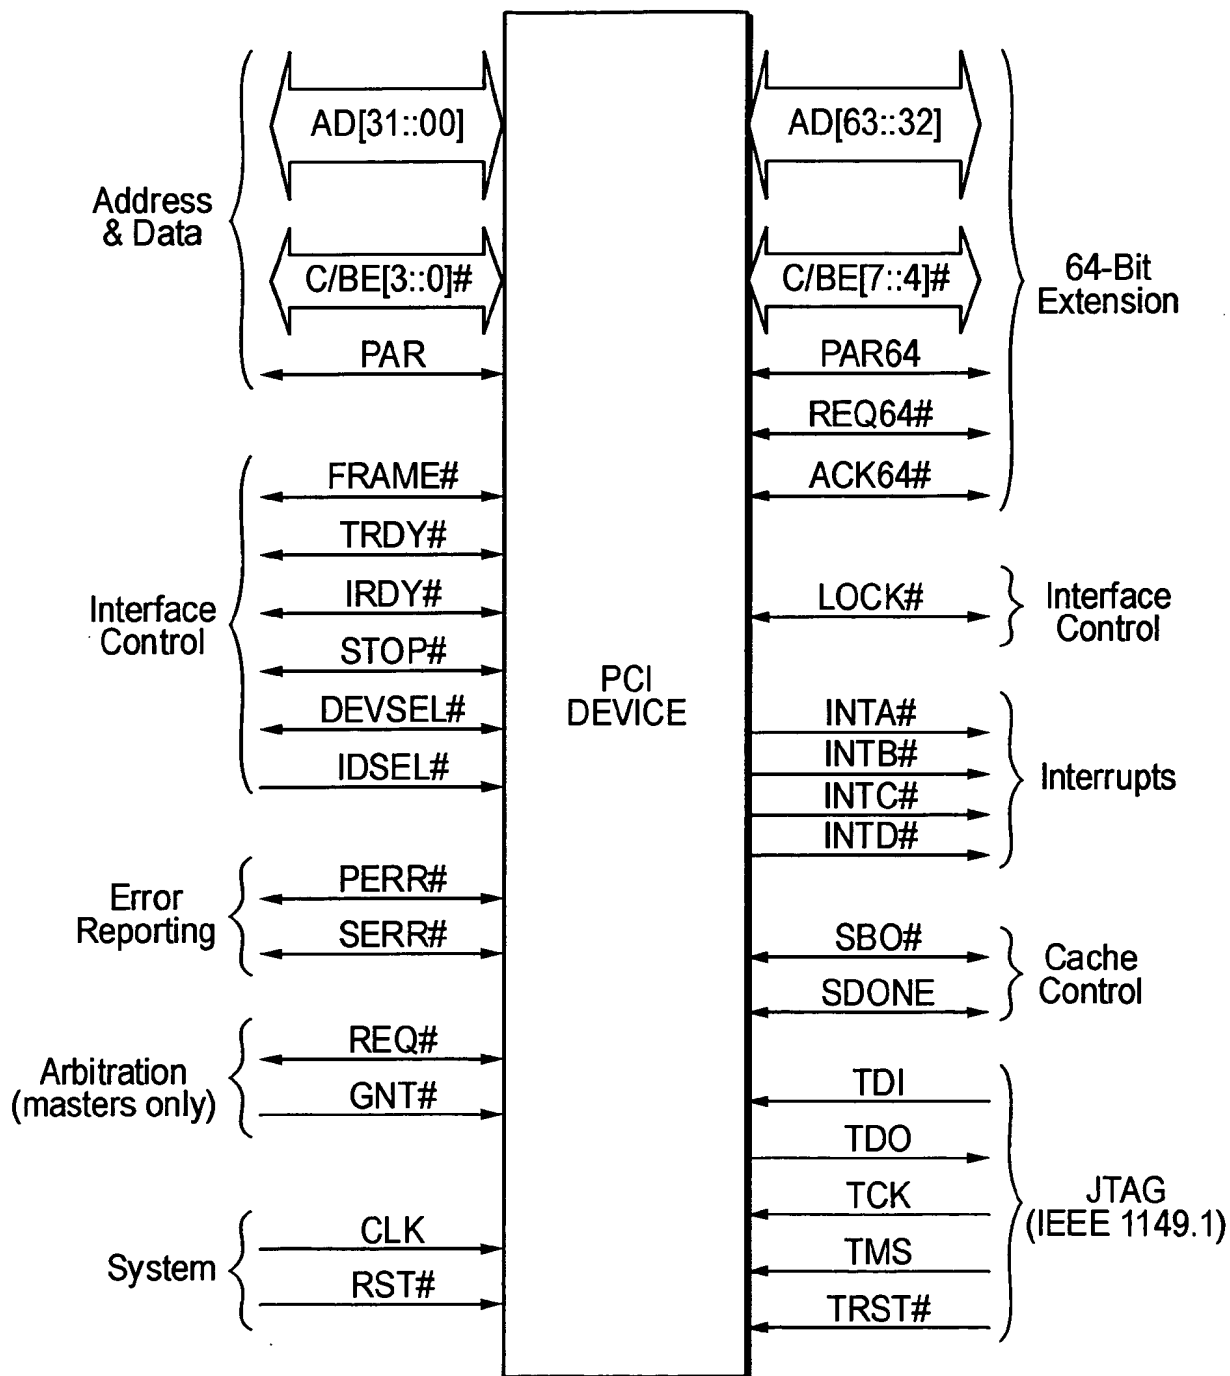 Address
& Data
AD[31::00]
C/BE[3::0]#
PAR
Interface
Control
FRAME#
TRDY#
IRDY#
STOP#
DEVSEL#
IDSEL#
Error
Reporting
PERR#
SERR#
Arbitration
(masters only)
REQ#
GNT#
System
CLK
RST#
PCI
DEVICE
AD[63::32]
C/BE[7::4]#
PAR64
REQ64#
ACK64#
64-Bit
Extension
LOCK#
Interface
Control
INTA#
INTB#
INTC#
INTD#
Interrupts
SBO#
SDONE
Cache
Control
TDI
TDO
TCK
TMS
TRST#
JTAG
(IEEE 1149.1)